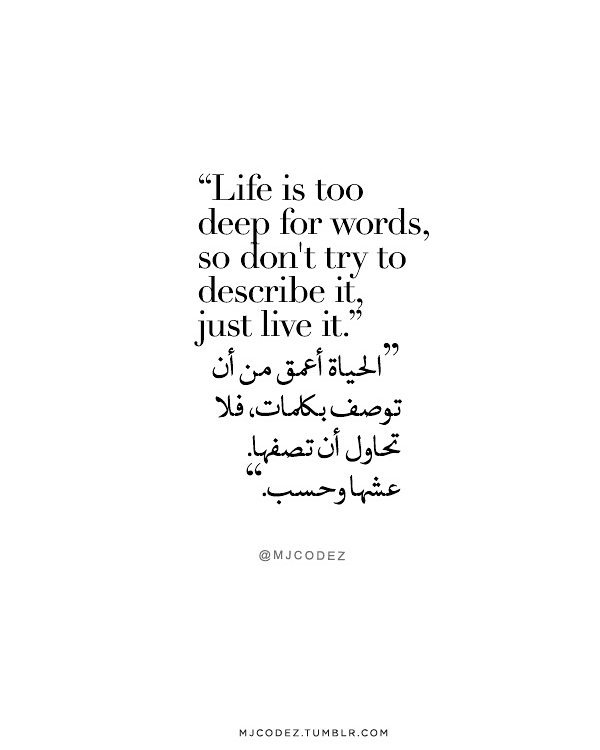 “Life is too
deep for words,
so don't try to
describe it,
just live it.”
”الحياة أعمق من أن
توصف بكلمات، فلا
تحاول أن تصفها.
عشها وحسب.“
@MJCODEZ
MJCODEZ.TUMBLR.COM